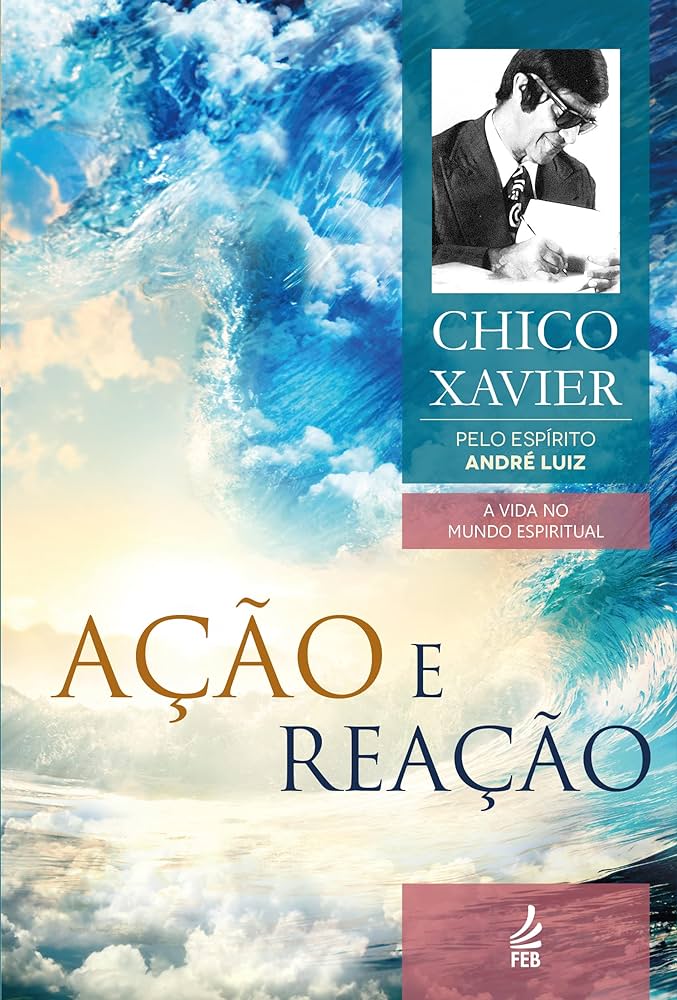 CHICO
XAVIER
PELO ESPÍRITO
ANDRÉ LUIZ
A VIDA NO
MUNDO ESPIRITUAL
AÇÃO E
REAÇÃO
FEB